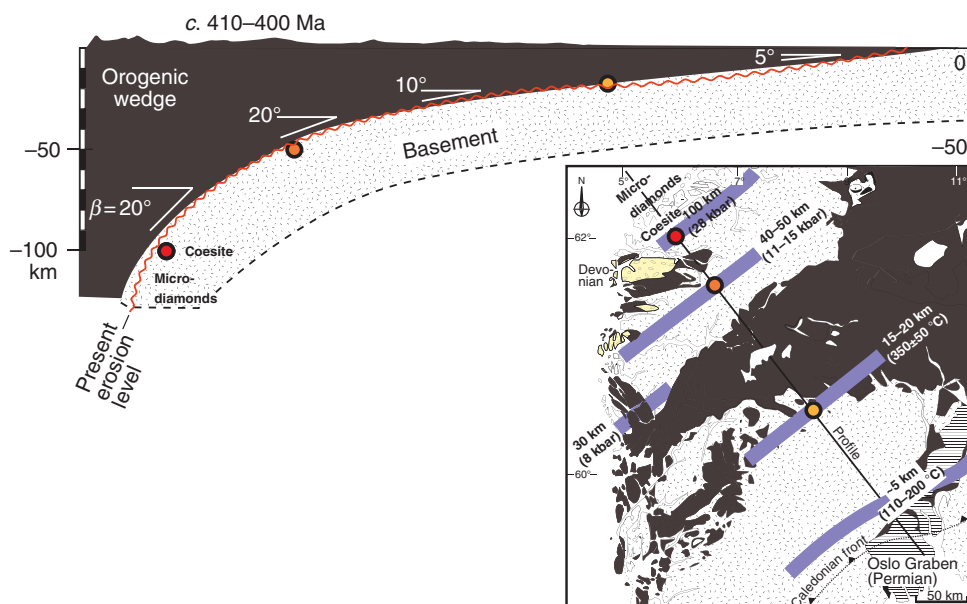 c. 410–400 Ma
Orogenic
wedge
5°
0
10°
20°
–50
Basement
–50
β = 20°
–100
km
Coesite
Micro-
diamonds
Present
erosion
level
N
5°
7°
11°
Micro-
diamonds
Coesite
100 km
(28 kbar)
62°
40–50 km
(11–15 kbar)
Devo-
nian
15–20 km
(350±50 °C)
30 km
(8 kbar)
Profile
60°
~5 km
(110–200 °C)
Caledonian front
Oslo Graben
(Permian)
50 km